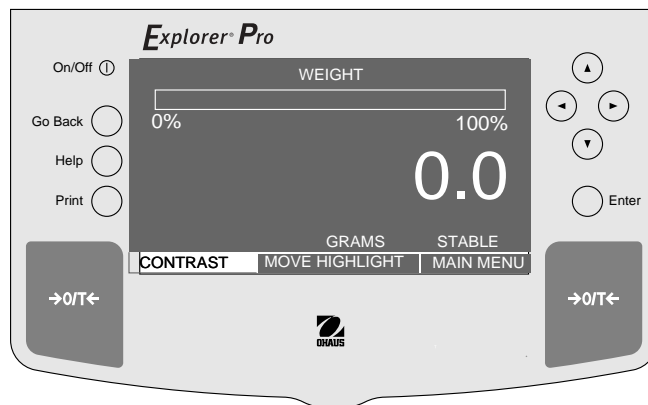 Explorer® Pro
On/Off
WEIGHT
Go Back
0% 100%
Help
0.0
Print
Enter
GRAMS STABLE
CONTRAST MOVE HIGHLIGHT MAIN MENU
→0/T← →0/T←
OHAUS